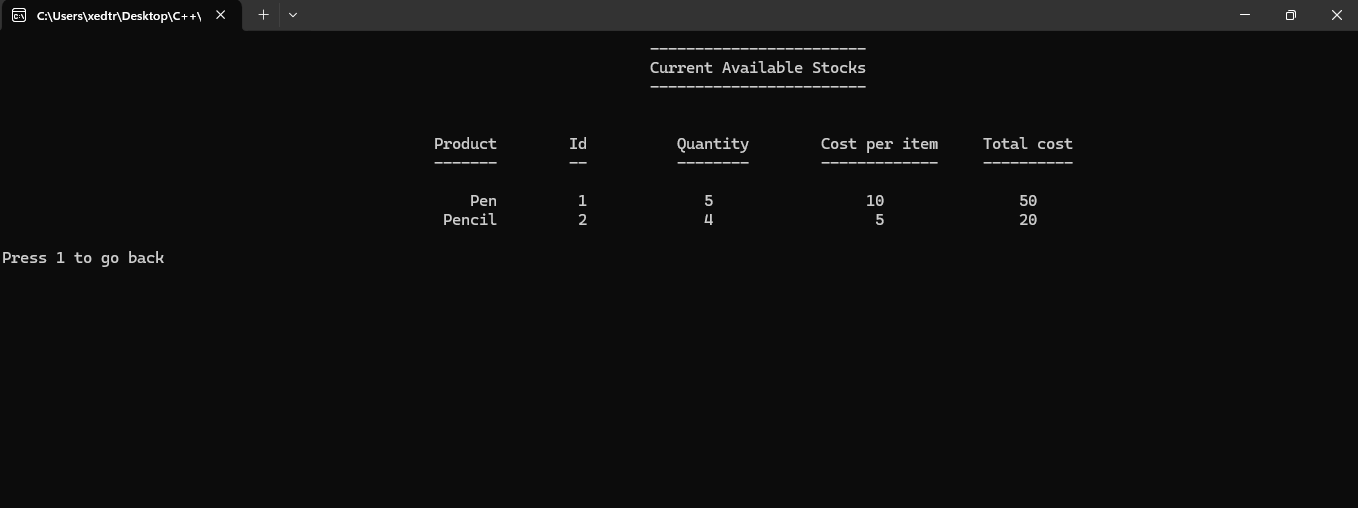 C:\Users\xedtr\Desktop\C++\
------------------------
Current Available Stocks
------------------------
Product Id Quantity Cost per item Total cost
------- -- -------- ------------- ----------
Pen 1 5 10 50
Pencil 2 4 5 20
Press 1 to go back